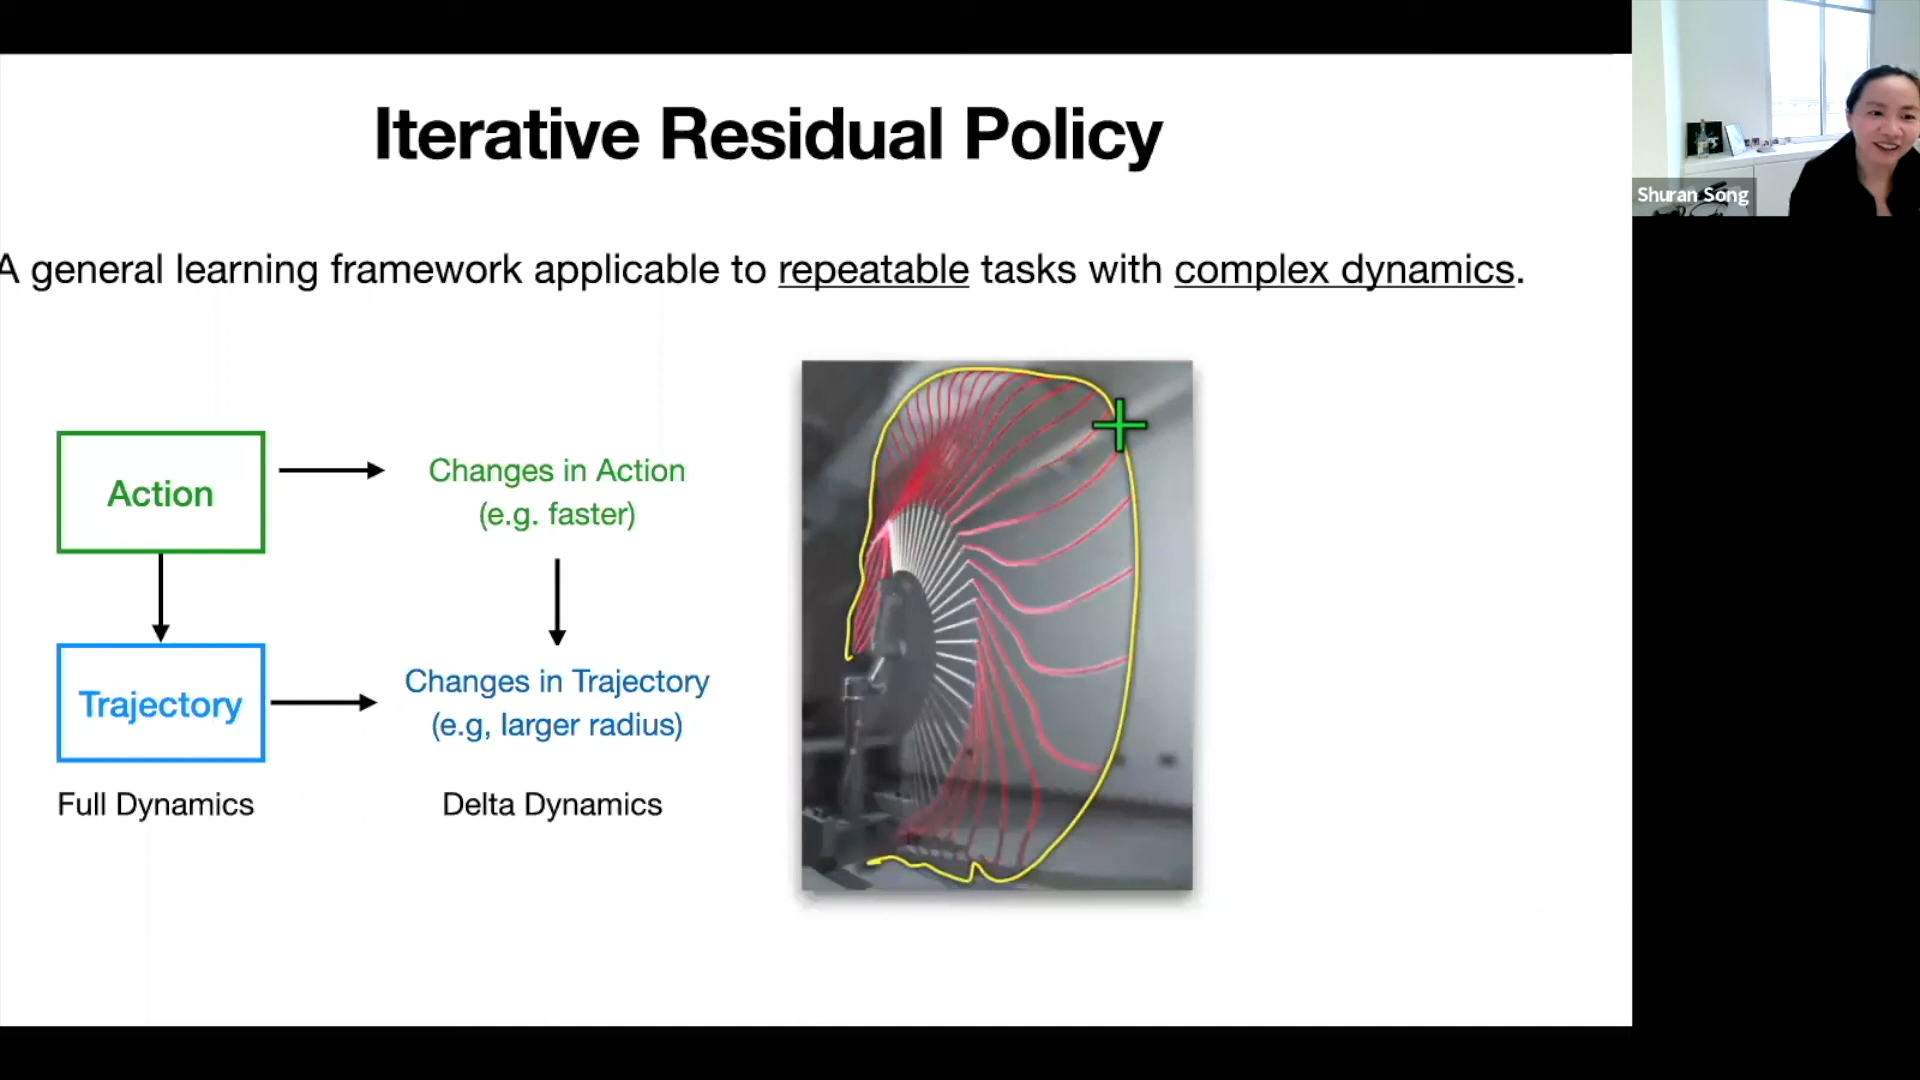 Iterative Residual Policy
A general learning framework applicable to repeatable tasks with complex dynamics.
Action
Changes in Action
(e.g. faster)
Trajectory
Changes in Trajectory
(e.g, larger radius)
Full Dynamics
Delta Dynamics
Shuran Song